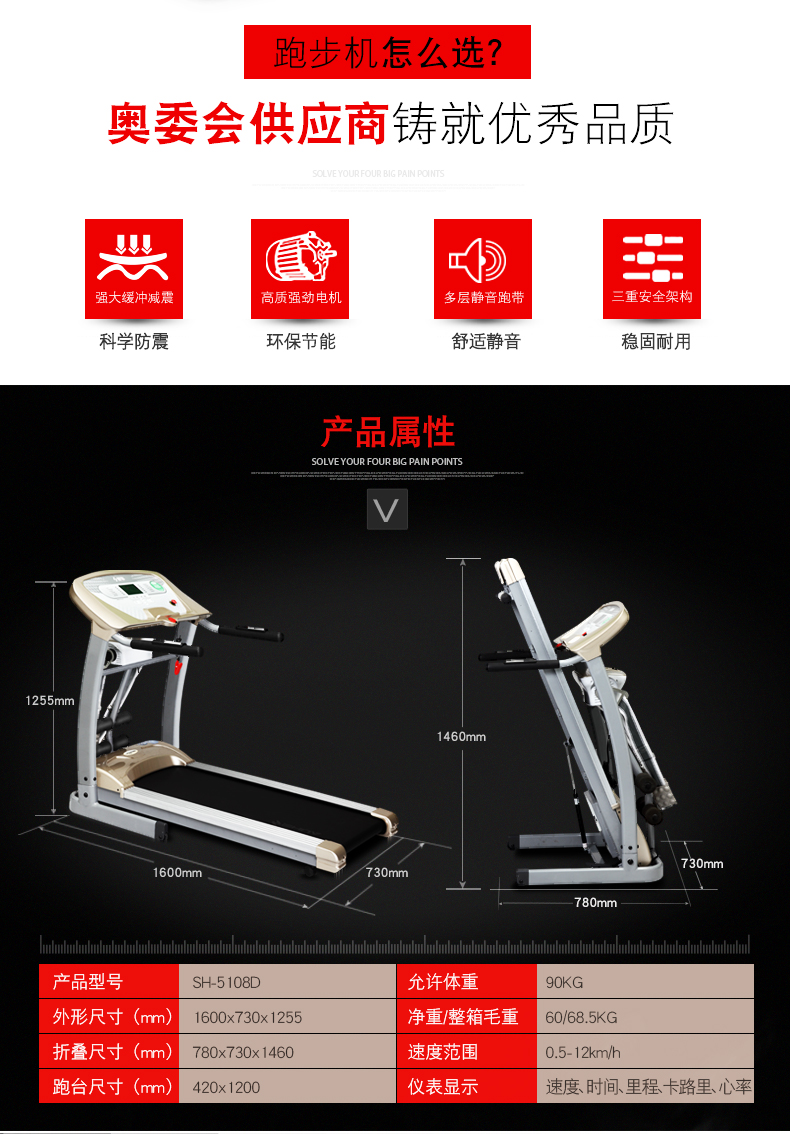 跑步机怎么选?
奥委会供应商铸就优秀品质
SOLVE YOUR FOUR BIG PAIN POINTS
强大缓冲减震
高质强劲电机
多层静音跑带
三重安全架构
科学防震
环保节能
舒适静音
稳固耐用
产品属性
SOLVE YOUR FOUR BIG PAIN POINTS
V
1255mm
1600mm
730mm
1460mm
730mm
780mm
产品型号 SH-5108D 允许体重 90KG
外形尺寸（mm） 1600x730x1255 净重/整箱毛重 60/68.5KG
折叠尺寸（mm） 780x730x1460 速度范围 0.5-12km/h
跑台尺寸（mm） 420x1200 仪表显示 速度、时间、里程、卡路里、心率